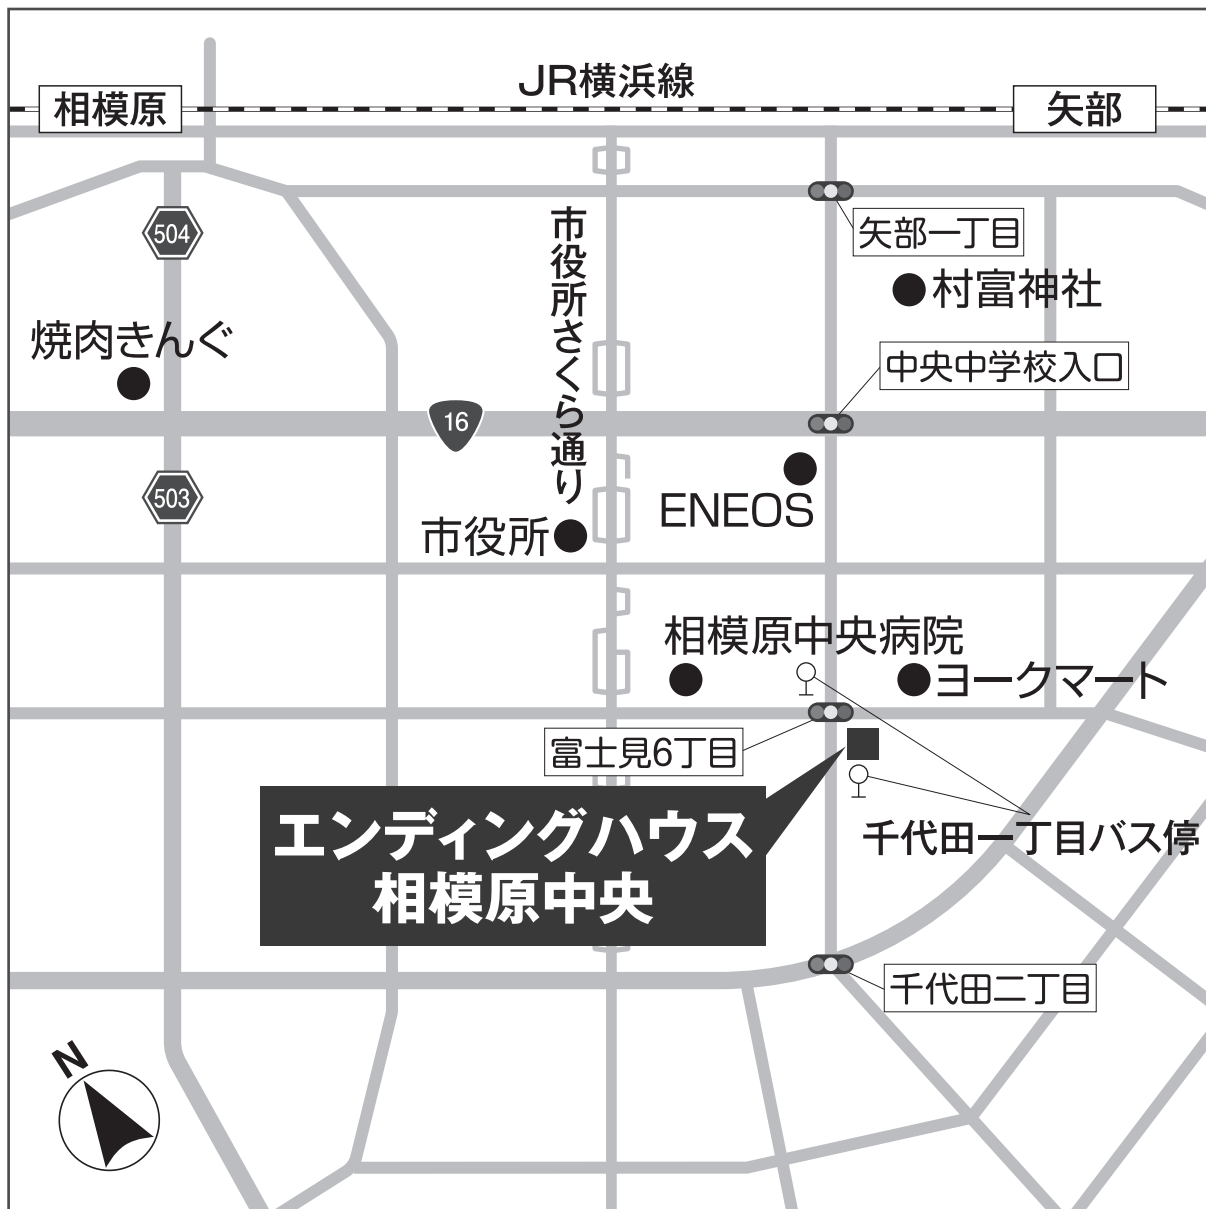 JR横浜線
相模原
矢部
504
市役所さくら通り
矢部一丁目
村富神社
焼肉きんぐ
中央中学校入口
16
503
ENEOS
市役所
相模原中央病院
ヨークマート
富士見6丁目
エンディングハウス
相模原中央
千代田一丁目バス停
千代田二丁目
N